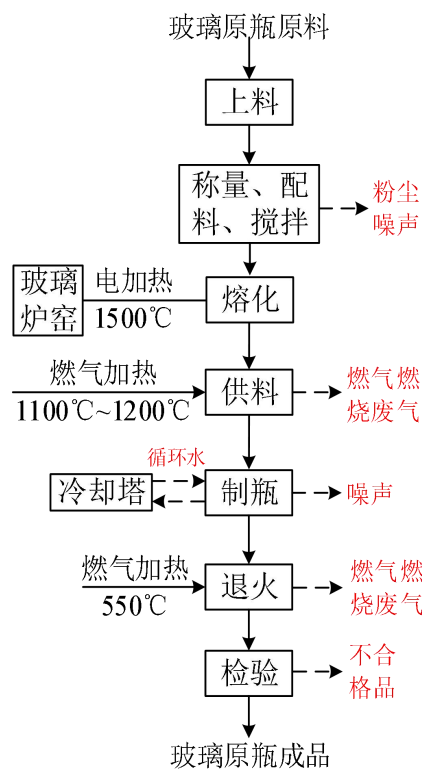 玻璃原瓶原料
上料
称量、配
料、搅拌
粉尘
噪声
玻璃
炉窑
电加热
1500℃
熔化
燃气加热
1100℃~1200℃
供料
燃气燃
烧废气
循环水
冷却塔
制瓶
噪声
燃气加热
550℃
退火
燃气燃
烧废气
检验
不合
格品
玻璃原瓶成品